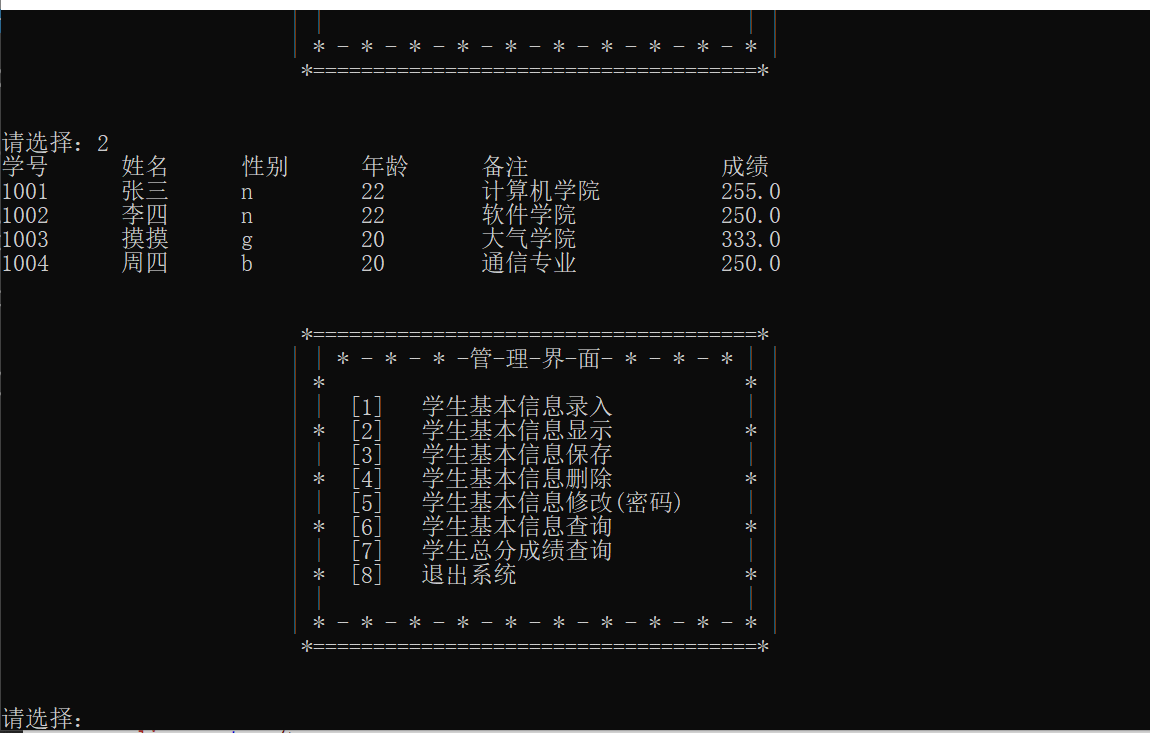 * - * - * - * - * - * - * - * - * - *
*=====================================*
请选择：2
学号 姓名 性别 年龄 备注 成绩
1001 张三 n 22 计算机学院 255.0
1002 李四 n 22 软件学院 250.0
1003 摸摸 g 20 大气学院 333.0
1004 周四 b 20 通信专业 250.0
*=====================================*
| | * - * - * -管-理-界-面- * - * - * | |
* *
| [1] 学生基本信息录入 |
* [2] 学生基本信息显示 *
| [3] 学生基本信息保存 |
* [4] 学生基本信息删除 *
| [5] 学生基本信息修改(密码) |
* [6] 学生基本信息查询 *
| [7] 学生总分成绩查询 |
* [8] 退出系统 *
| |
* - * - * - * - * - * - * - * - * - *
*=====================================*
请选择：